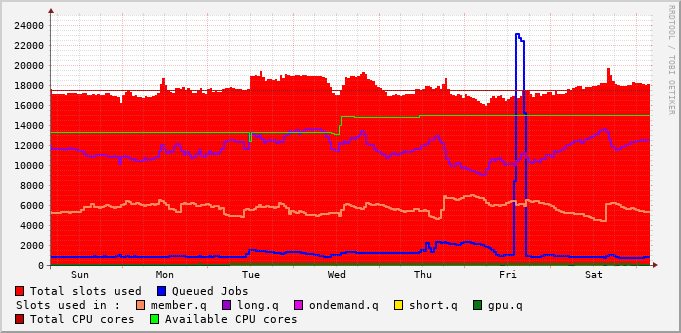 24000
22000
20000
18000
16000
14000
12000
10000
8000
6000
4000
2000
0
Sun Mon Tue Wed Thu Fri Sat
RRDTOOL / TOBI OETIKER
Total slots used Queued Jobs
Slots used in : member.q long.q ondemand.q short.q gpu.q
Total CPU cores Available CPU cores